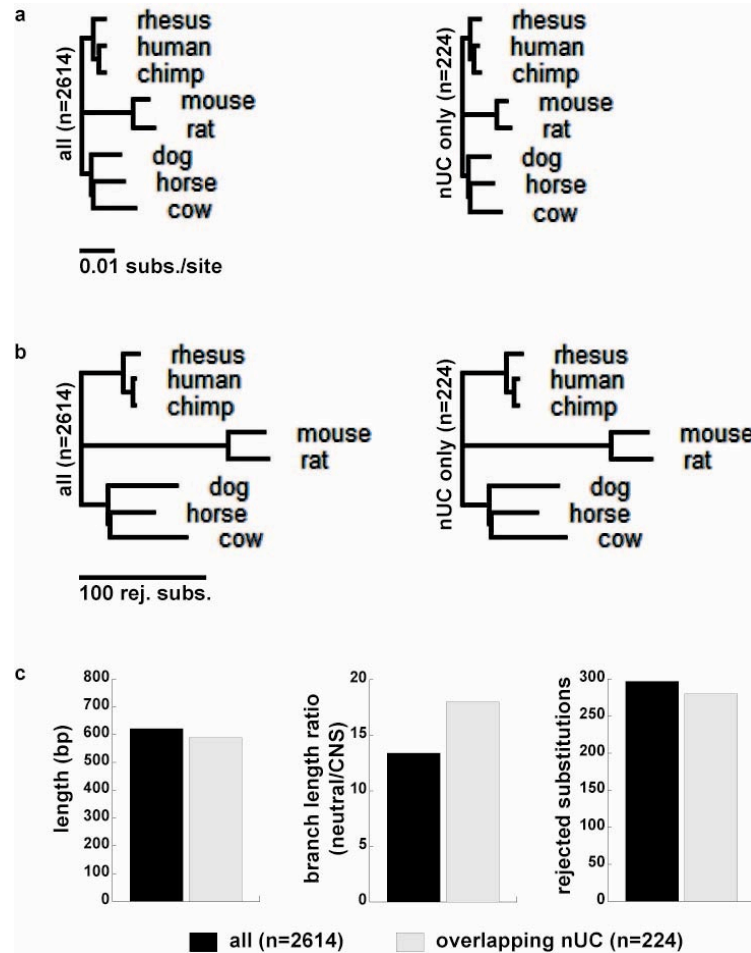 a
all (n=2614)
rhesus
human
chimp
mouse
rat
dog
horse
cow
0.01 subs./site
nUC only (n=224)
rhesus
human
chimp
mouse
rat
dog
horse
cow
b
all (n=2614)
rhesus
human
chimp
mouse
rat
dog
horse
cow
100 rej. subs.
nUC only (n=224)
rhesus
human
chimp
mouse
rat
dog
horse
cow
c
length (bp)
800
700
600
500
400
300
200
100
0
branch length ratio
(neutral/CNS)
20
15
10
5
0
rejected substitutions
300
250
200
150
100
50
0
all (n=2614)
overlapping nUC (n=224)